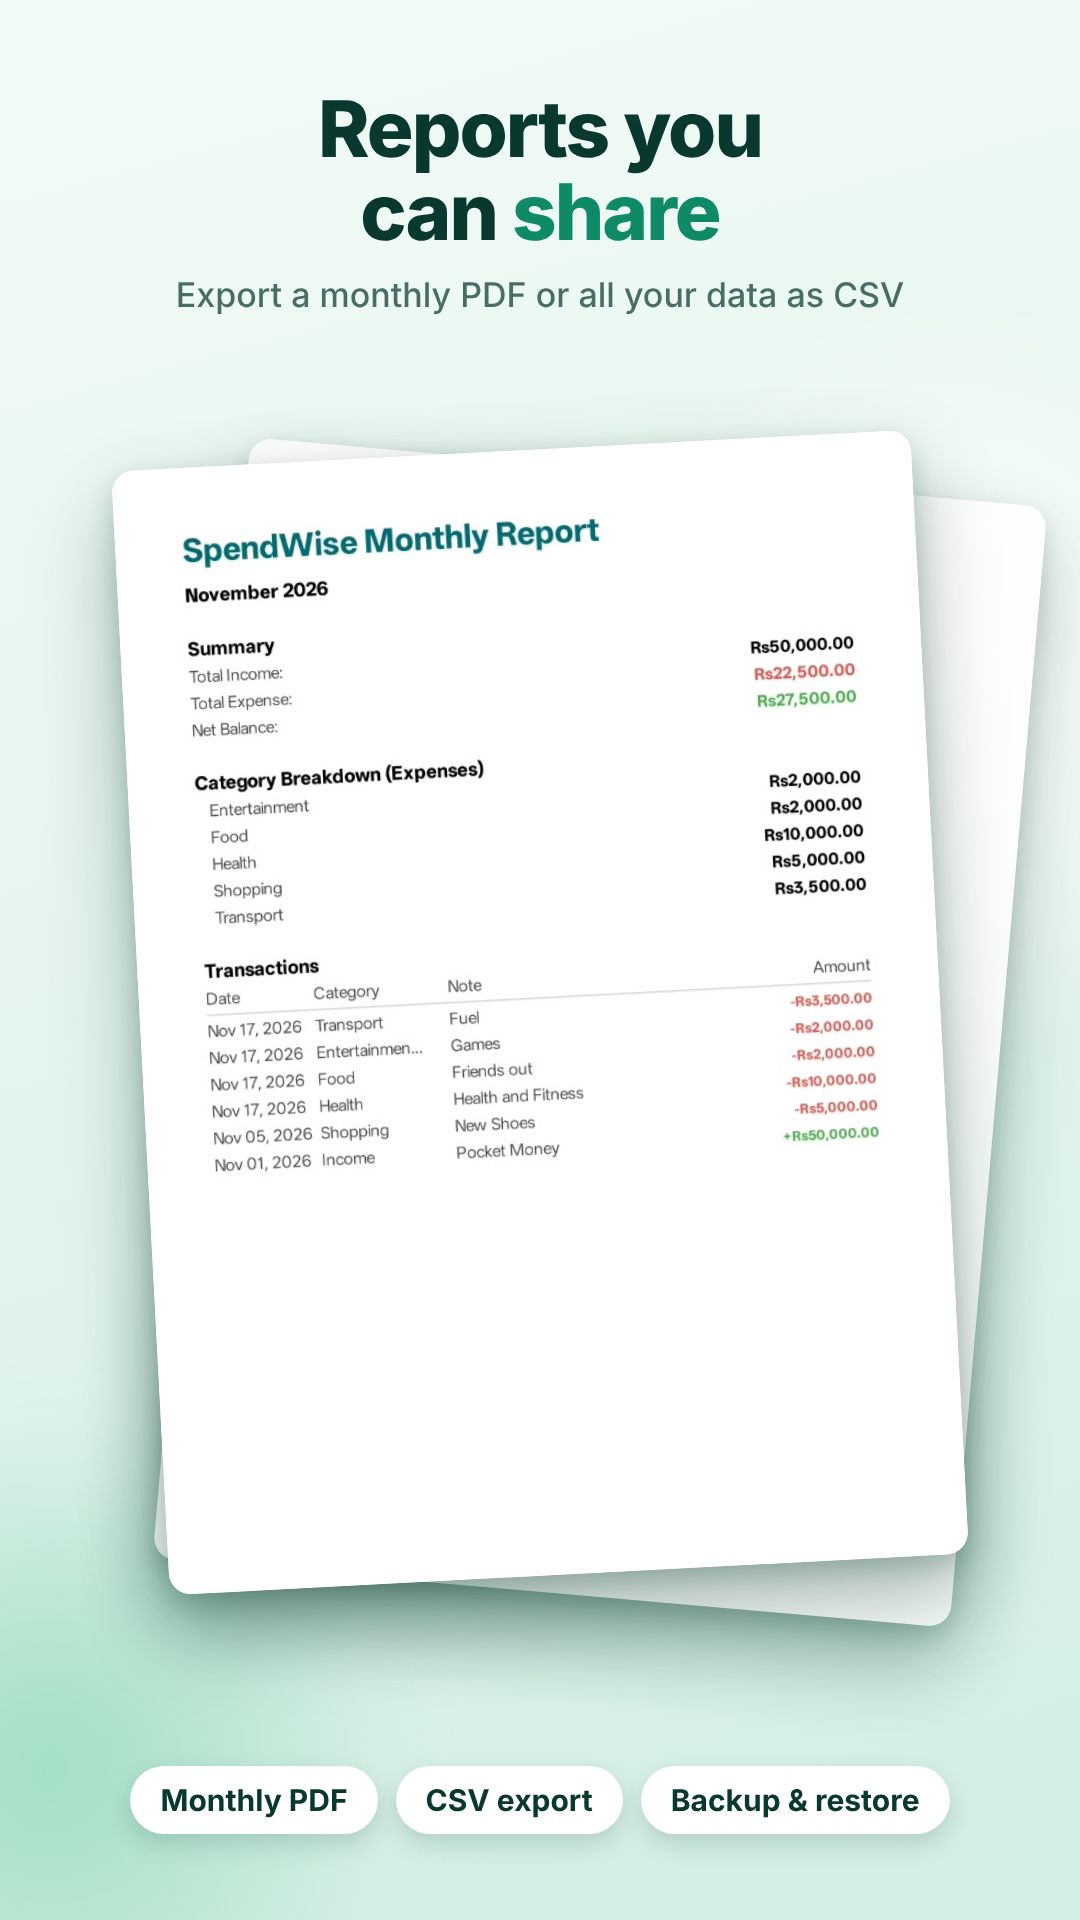 Reports you
can share
Export a monthly PDF or all your data as CSV
SpendWise Monthly Report
November 2026
Summary
Total Income: Rs50,000.00
Total Expense: Rs22,500.00
Net Balance: Rs27,500.00
Category Breakdown (Expenses)
Entertainment Rs2,000.00
Food Rs2,000.00
Health Rs10,000.00
Shopping Rs5,000.00
Transport Rs3,500.00
Transactions
Date Category Note Amount
Nov 17, 2026 Transport Fuel -Rs3,500.00
Nov 17, 2026 Entertainmen... Games -Rs2,000.00
Nov 17, 2026 Food Friends out -Rs2,000.00
Nov 17, 2026 Health Health and Fitness -Rs10,000.00
Nov 05, 2026 Shopping New Shoes -Rs5,000.00
Nov 01, 2026 Income Pocket Money +Rs50,000.00
Monthly PDF CSV export Backup & restore